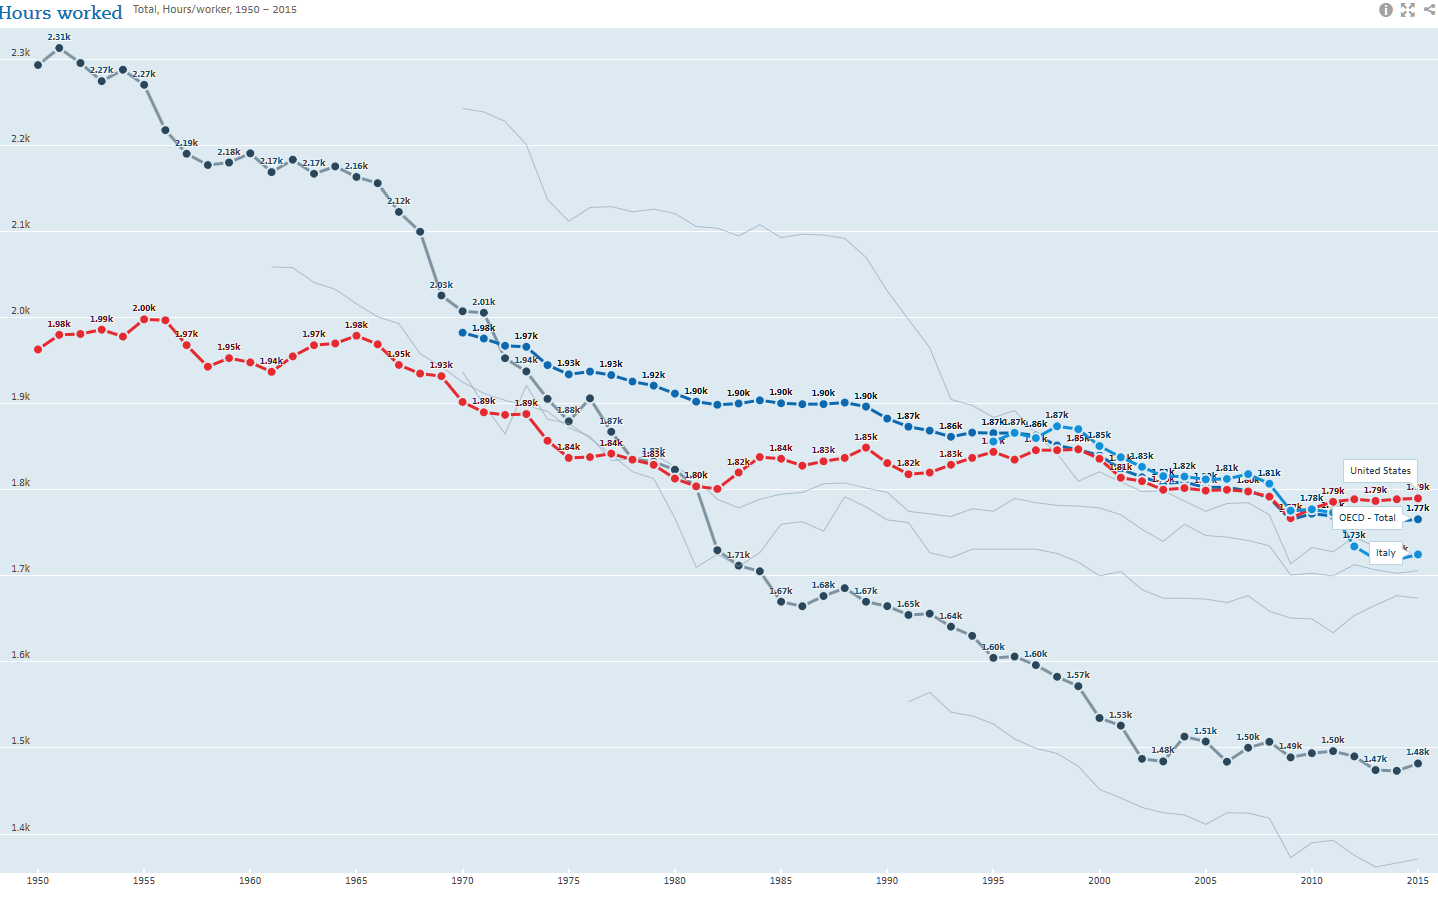 Hours worked Total, Hours/worker, 1950 – 2015
2.31k
2.3k
2.27k 2.27k
2.2k
2.19k 2.18k 2.17k 2.17k 2.16k
2.12k
2.1k
2.03k 2.01k
2.0k
1.98k 1.99k 2.00k 1.97k 1.95k 1.94k 1.97k 1.98k 1.95k 1.93k
1.98k 1.97k 1.93k 1.93k 1.92k 1.90k 1.90k 1.90k 1.90k 1.90k 1.87k 1.86k 1.87k 1.87k 1.86k 1.87k 1.85k 1.83k 1.82k 1.81k 1.81k
1.94k 1.88k 1.87k
1.9k
1.89k 1.89k 1.84k 1.84k 1.83k 1.80k 1.82k 1.84k 1.83k 1.85k 1.82k 1.83k 1.85k 1.81k 1.80k
1.8k
1.78k 1.79k 1.79k
United States
1.77k
OECD - Total
1.73k
Italy
1.7k
1.71k 1.67k 1.68k 1.67k 1.65k 1.64k
1.6k
1.60k 1.60k 1.57k 1.53k
1.5k
1.48k 1.51k 1.50k 1.49k 1.50k 1.47k 1.48k
1.4k
1950 1955 1960 1965 1970 1975 1980 1985 1990 1995 2000 2005 2010 2015